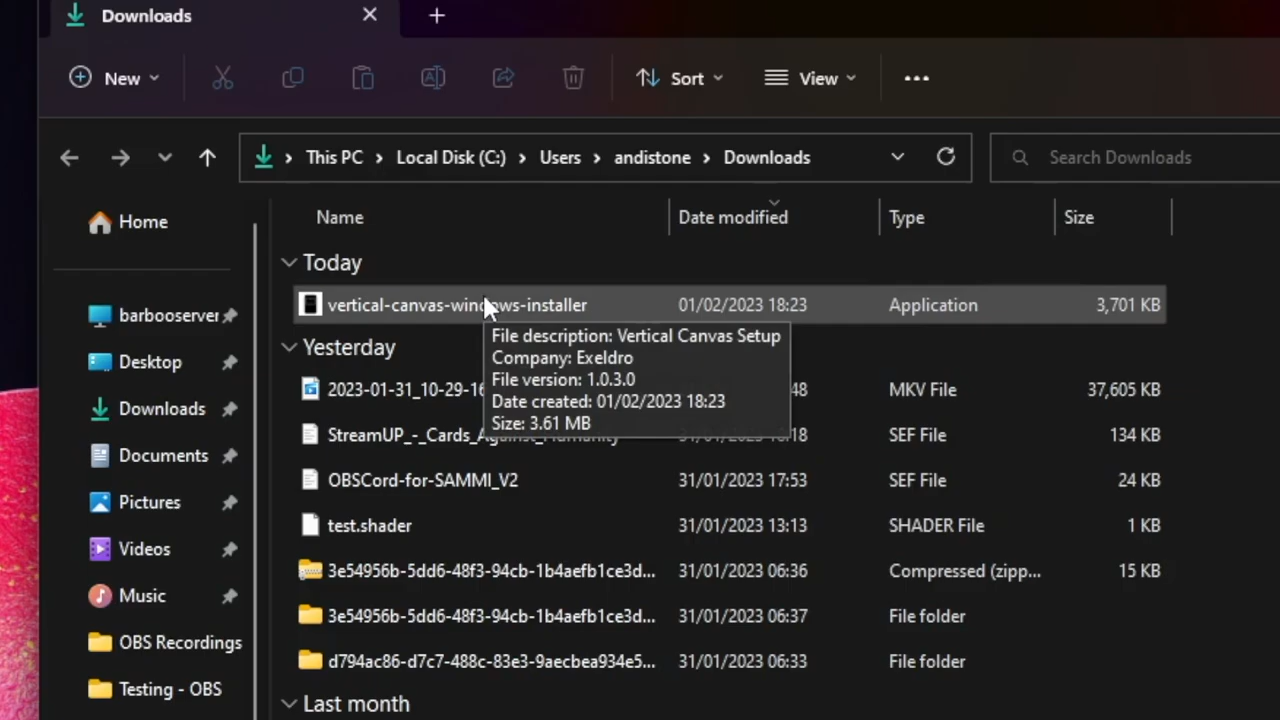 Downloads
New
Sort
View
This PC > Local Disk (C:) > Users > andistone > Downloads
Search Downloads
Name
Date modified
Type
Size
Home
barbooserver
Desktop
Downloads
Documents
Pictures
Videos
Music
OBS Recordings
Testing - OBS
Today
vertical-canvas-windows-installer 01/02/2023 18:23 Application 3,701 KB
File description: Vertical Canvas Setup
Company: Exeldro
File version: 1.0.3.0
Date created: 01/02/2023 18:23
Size: 3.61 MB
Yesterday
2023-01-31_10-29-16 48 MKV File 37,605 KB
StreamUP_-_Cards_Against_Humanity 31/01/2023 18:18 SEF File 134 KB
OBSCord-for-SAMMI_V2 31/01/2023 17:53 SEF File 24 KB
test.shader 31/01/2023 13:13 SHADER File 1 KB
3e54956b-5dd6-48f3-94cb-1b4aefb1ce3d... 31/01/2023 06:36 Compressed (zipp... 15 KB
3e54956b-5dd6-48f3-94cb-1b4aefb1ce3d... 31/01/2023 06:37 File folder
d794ac86-d7c7-488c-83e3-9aecbea934e5... 31/01/2023 06:33 File folder
Last month